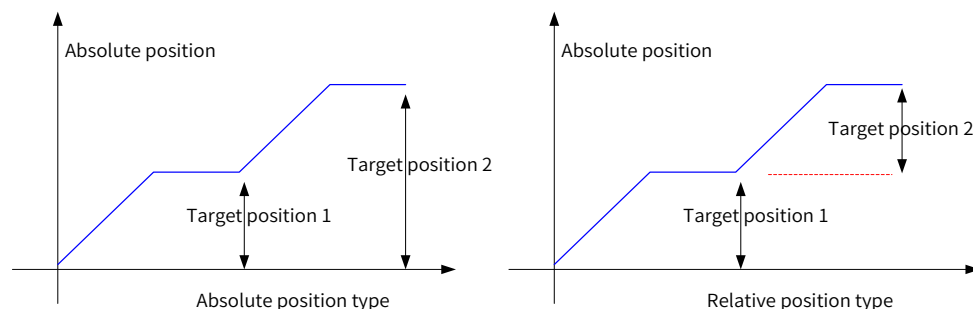 Absolute position
Target position 2
Target position 1
Absolute position type
Absolute position
Target position 2
Target position 1
Relative position type